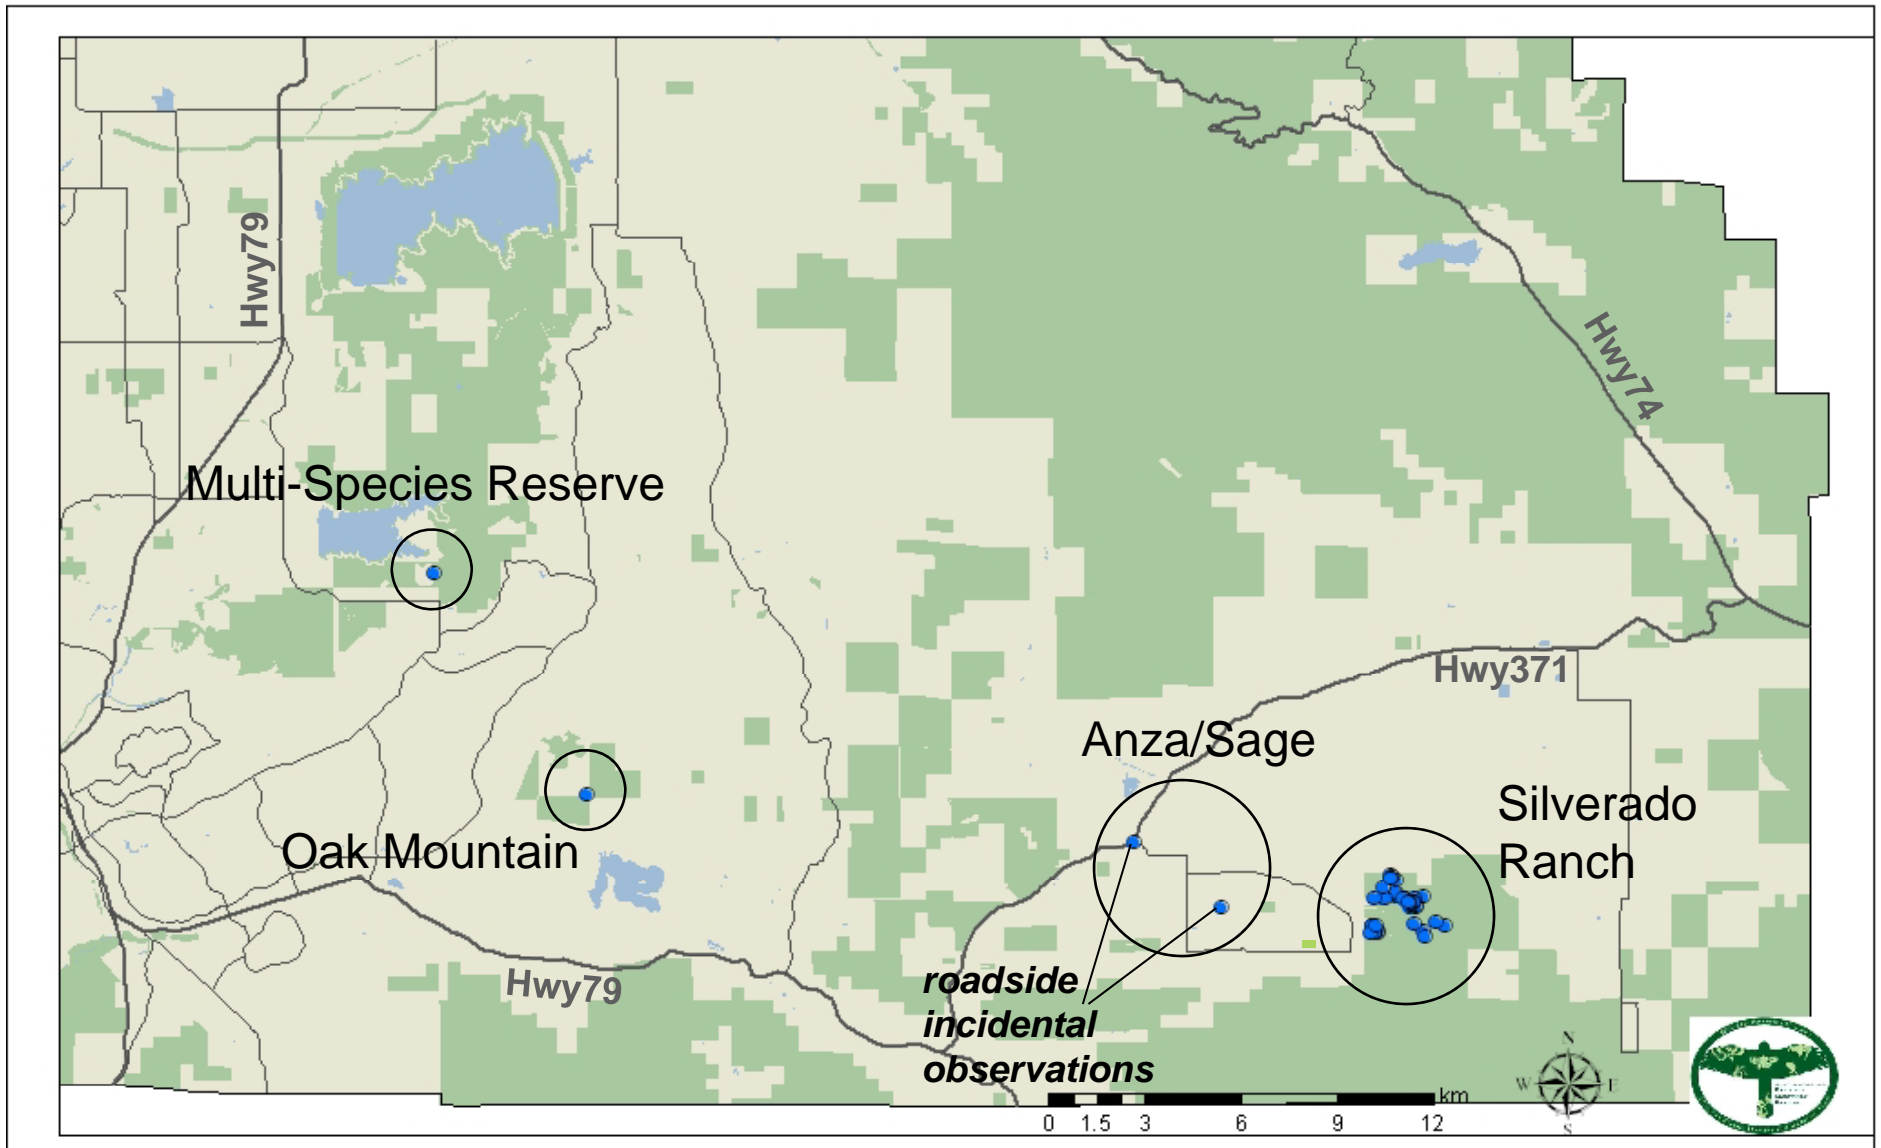 Hwy79
Hwy74
Multi-Species Reserve
Hwy371
Anza/Sage
Silverado
Ranch
Oak Mountain
Hwy79
roadside
incidental
observations
N
W E
S
km
0 1.5 3 6 9 12